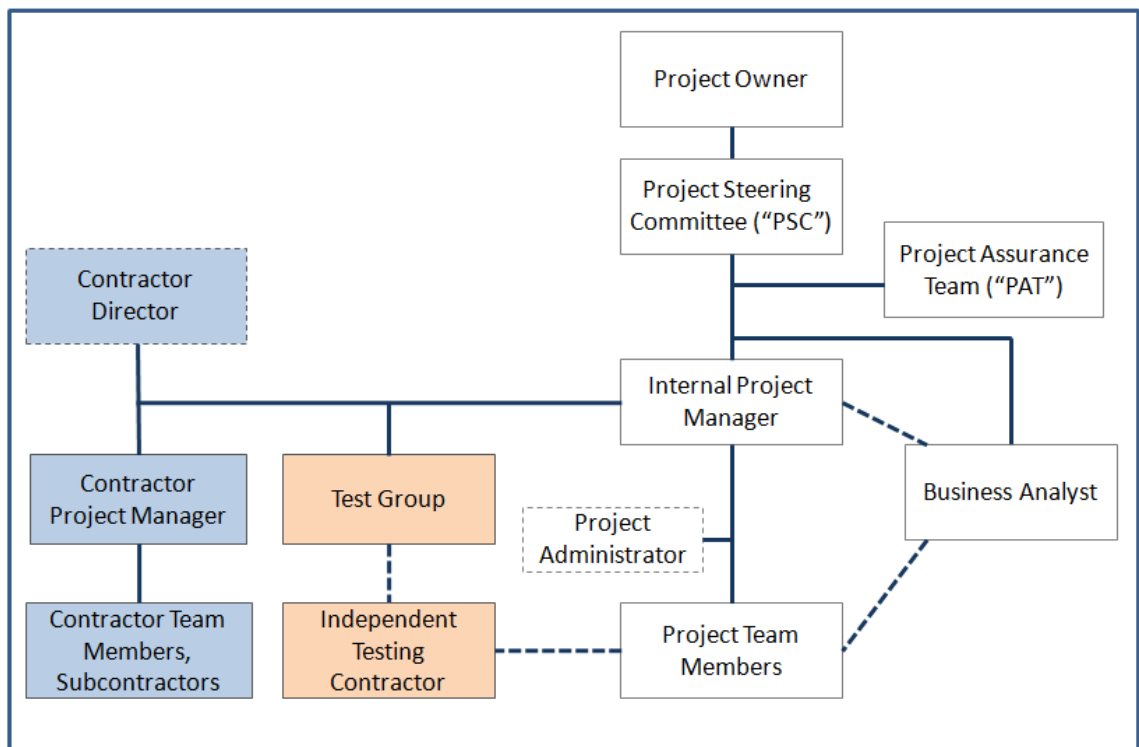 Project Owner
Project Steering
Committee (“PSC”)
Project Assurance
Team (“PAT”)
Contractor
Director
Internal Project
Manager
Contractor
Project Manager
Test Group
Business Analyst
Project
Administrator
Contractor Team
Members,
Subcontractors
Independent
Testing
Contractor
Project Team
Members